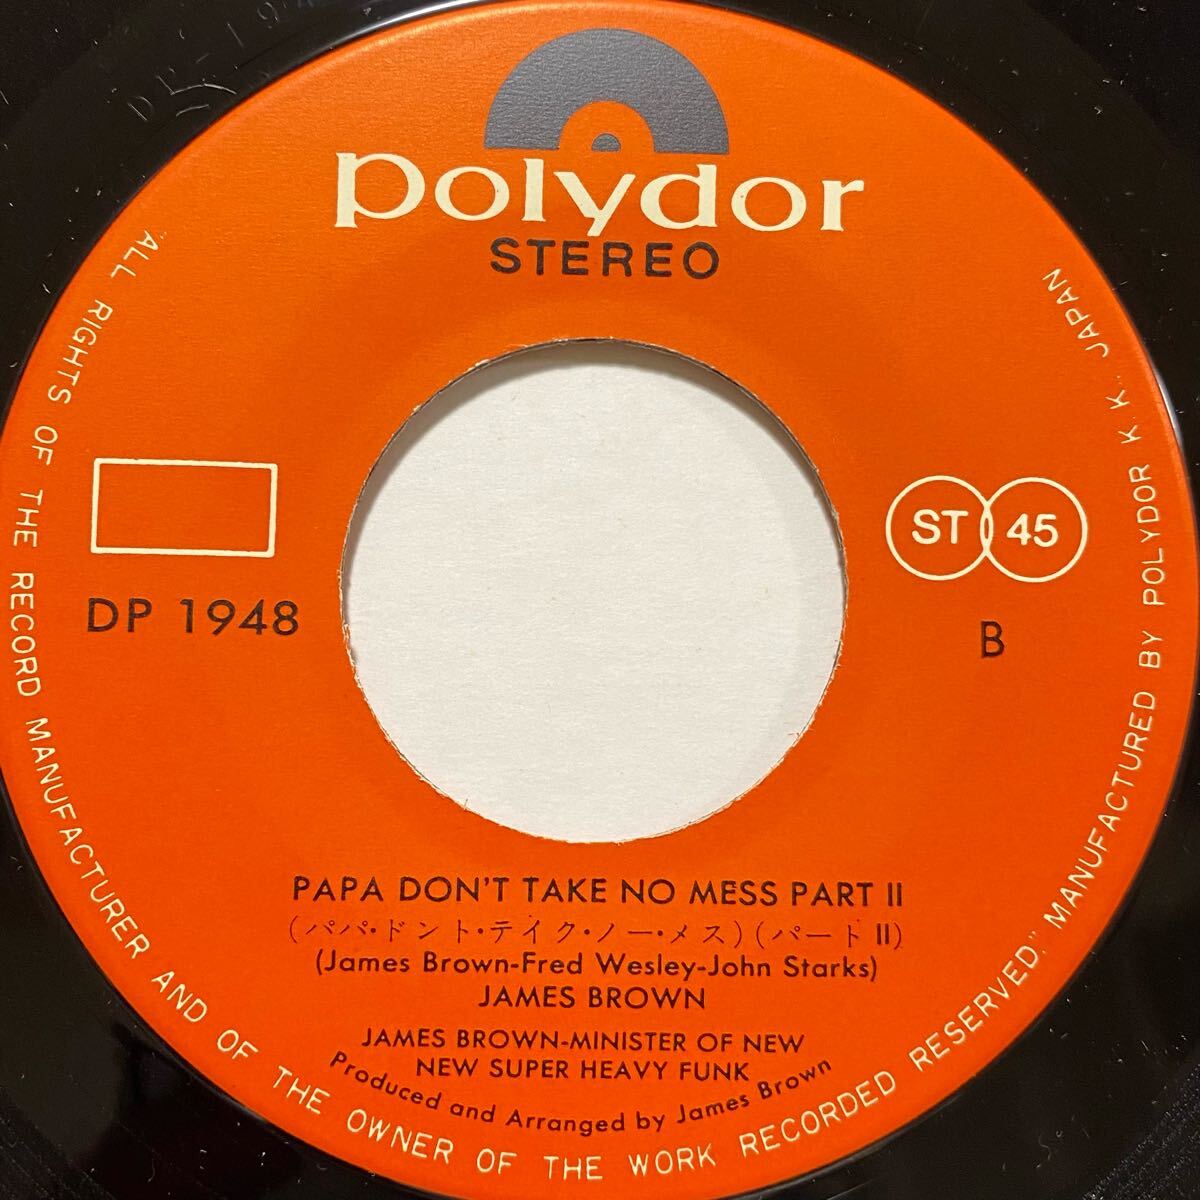 polydor
STEREO
ST 45
DP 1948
B
PAPA DON'T TAKE NO MESS PART II
(パパ・ドント・テイク・ノー・メス)(パートII)
(James Brown-Fred Wesley-John Starks)
JAMES BROWN
JAMES BROWN-MINISTER OF NEW
NEW SUPER HEAVY FUNK
Produced and Arranged by James Brown
"ALL RIGHTS OF THE RECORD MANUFACTURER AND OF THE OWNER OF THE WORK RECORDED RESERVED." MANUFACTURED BY POLYDOR K. K., JAPAN